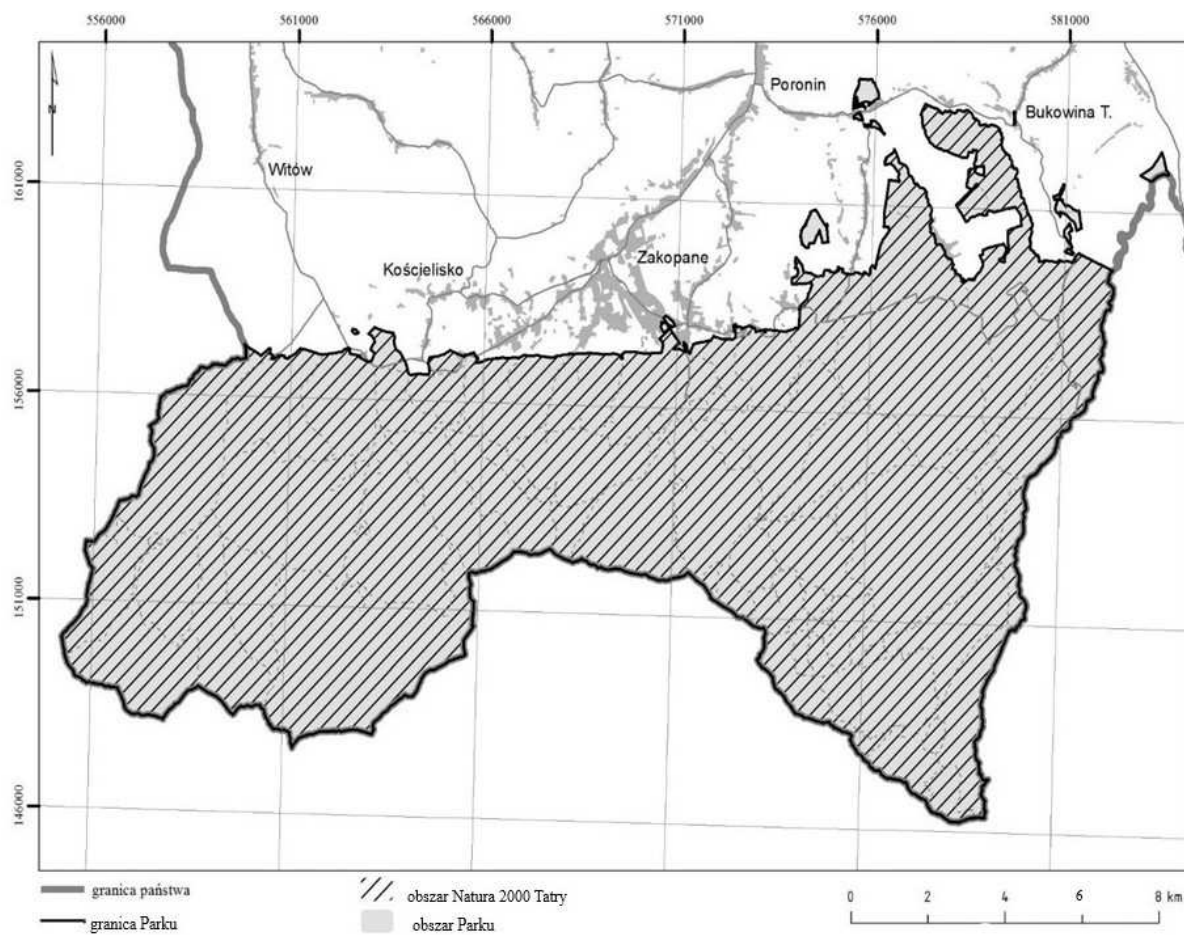 556000 561000 566000 571000 576000 581000
Poronin
Bukowina T.
161000
Witów
Kościelisko
Zakopane
156000
151000
146000
N
granica państwa
obszar Natura 2000 Tatry
0 2 4 6 8 km
granica Parku
obszar Parku